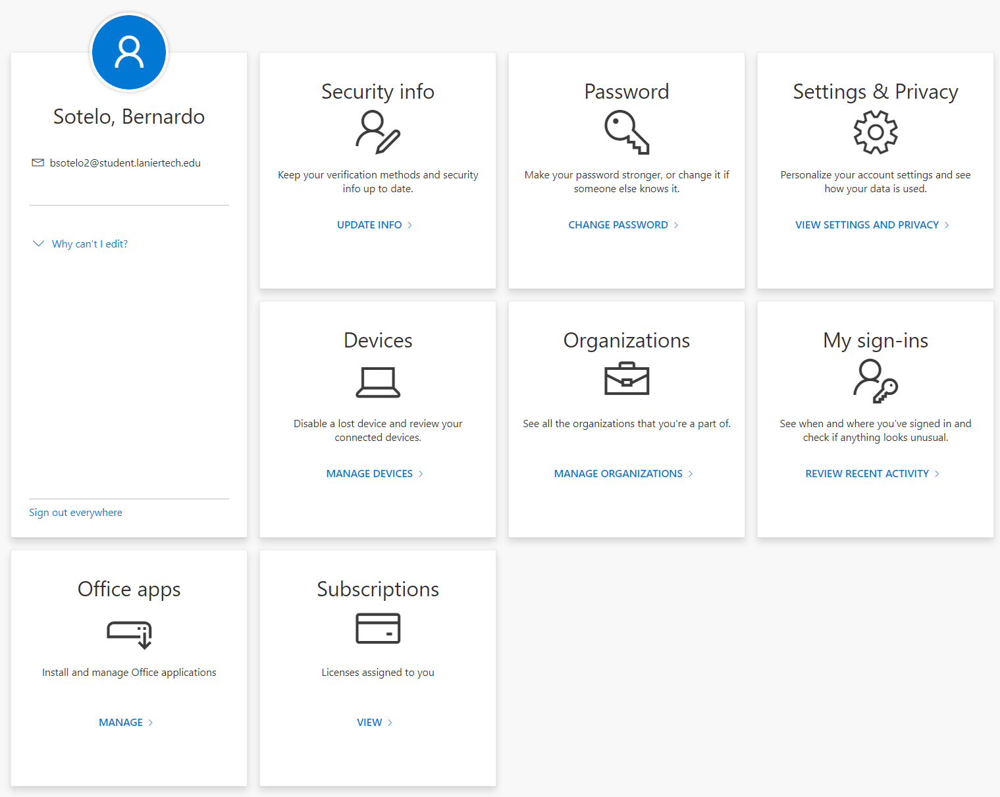 Sotelo, Bernardo
bsotelo2@student.laniertech.edu
Why can't I edit?
Sign out everywhere
Security info
Keep your verification methods and security
info up to date.
UPDATE INFO
Password
Make your password stronger, or change it if
someone else knows it.
CHANGE PASSWORD
Settings & Privacy
Personalize your account settings and see
how your data is used.
VIEW SETTINGS AND PRIVACY
Devices
Disable a lost device and review your
connected devices.
MANAGE DEVICES
Organizations
See all the organizations that you're a part of.
MANAGE ORGANIZATIONS
My sign-ins
See when and where you’ve signed in and
check if anything looks unusual.
REVIEW RECENT ACTIVITY
Office apps
Install and manage Office applications
MANAGE
Subscriptions
Licenses assigned to you
VIEW